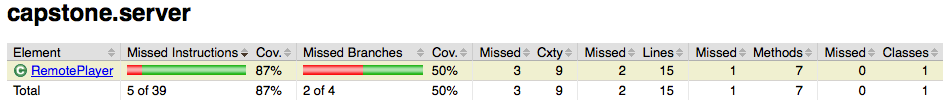 capstone.server
Element Missed Instructions Cov. Missed Branches Cov. Missed Cxty Missed Lines Missed Methods Missed Classes
C RemotePlayer 87% 50% 3 9 2 15 1 7 0 1
Total 5 of 39 87% 2 of 4 50% 3 9 2 15 1 7 0 1